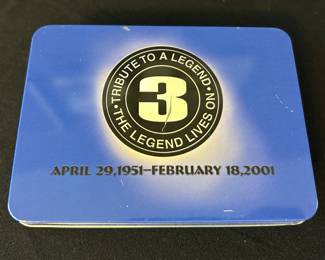 • TRIBUTE TO A LEGEND •
3
THE LEGEND LIVES ON
APRIL 29,1951–FEBRUARY 18,2001